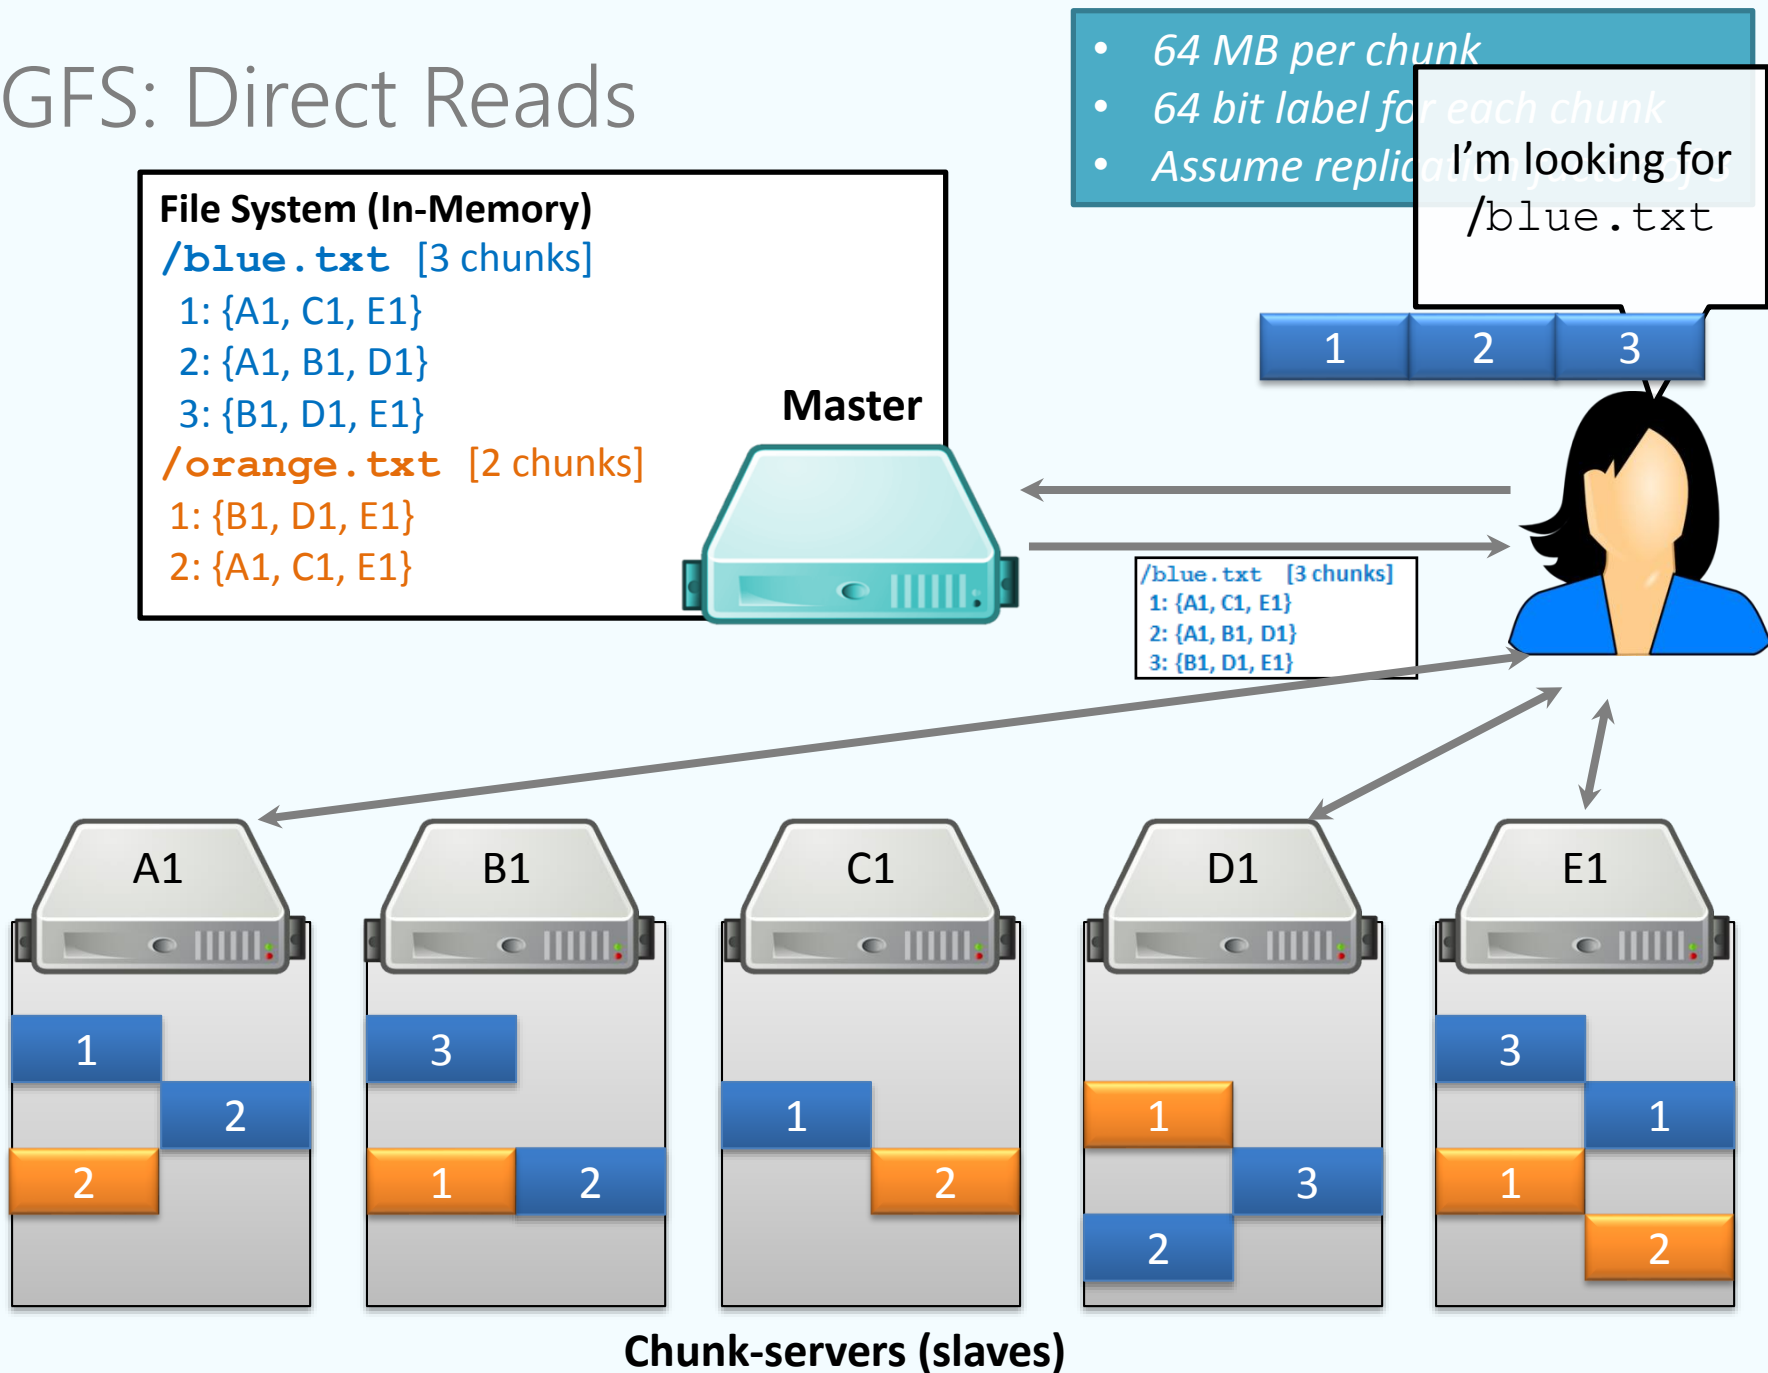 GFS: Direct Reads
• 64 MB per chunk
• 64 bit label for each chunk
• Assume replication factor of 3
I'm looking for
/blue.txt
File System (In-Memory)
/blue.txt [3 chunks]
1: {A1, C1, E1}
2: {A1, B1, D1}
3: {B1, D1, E1}
/orange.txt [2 chunks]
1: {B1, D1, E1}
2: {A1, C1, E1}
Master
1 2 3
/blue.txt [3 chunks]
1: {A1, C1, E1}
2: {A1, B1, D1}
3: {B1, D1, E1}
A1 B1 C1 D1 E1
1 3 3
2 1 1 1
2 1 2 2 3 1
2 2
Chunk-servers (slaves)